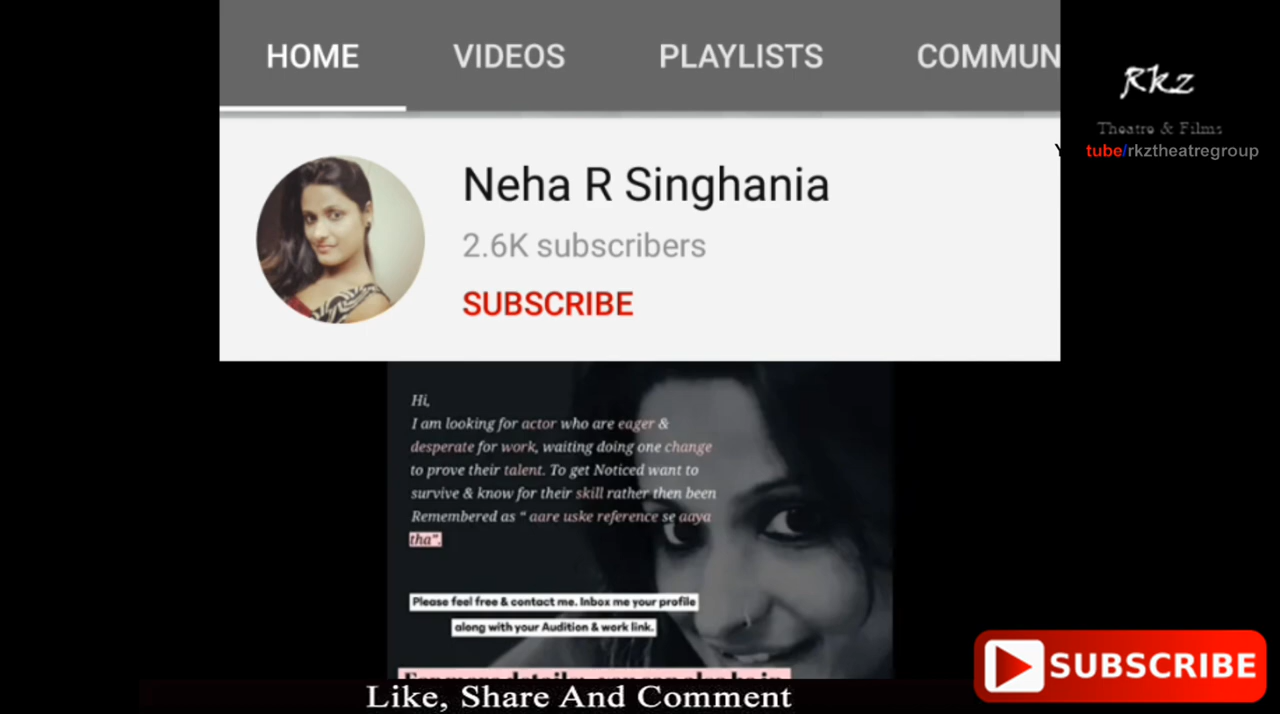 HOME VIDEOS PLAYLISTS COMMUN
Rkz
Theatre & Films
tube/rkztheatregroup
Neha R Singhania
2.6K subscribers
SUBSCRIBE
Hi,
I am looking for actor who are eager &
desperate for work, waiting doing one change
to prove their talent. To get Noticed want to
survive & know for their skill rather then been
Remembered as “ aare uske reference se aaya
tha”.
Please feel free & contact me. Inbox me your profile
along with your Audition & work link.
SUBSCRIBE
Like, Share And Comment